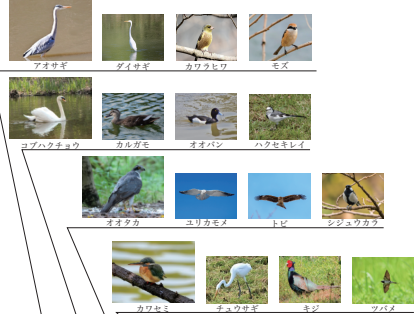 アオサギ ダイサギ カワラヒワ モズ
コブハクチョウ カルガモ オオバン ハクセキレイ
オオタカ ユリカモメ トビ シジュウカラ
カワセミ チュウサギ キジ ツバメ